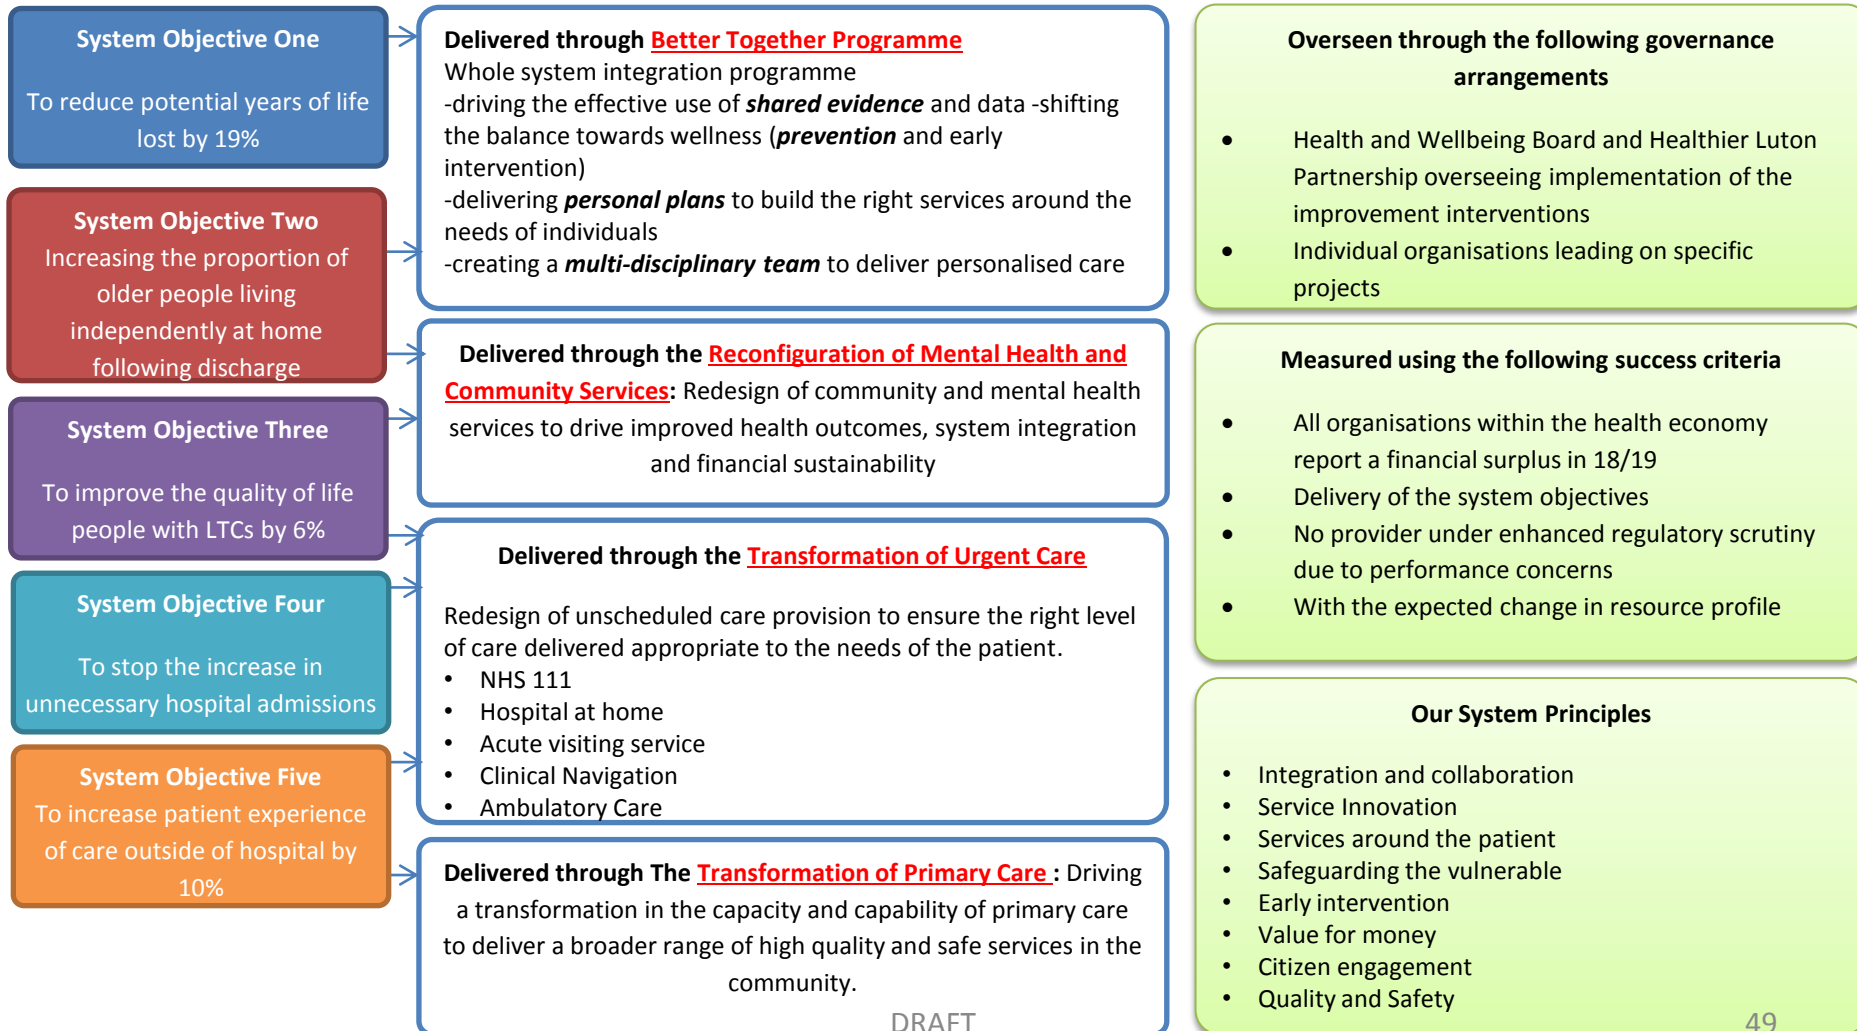 System Objective One
To reduce potential years of life
lost by 19%
System Objective Two
Increasing the proportion of
older people living
independently at home
following discharge
System Objective Three
To improve the quality of life
people with LTCs by 6%
System Objective Four
To stop the increase in
unnecessary hospital admissions
System Objective Five
To increase patient experience
of care outside of hospital by
10%
Delivered through Better Together Programme
Whole system integration programme
-driving the effective use of shared evidence and data -shifting
the balance towards wellness (prevention and early
intervention)
-delivering personal plans to build the right services around the
needs of individuals
-creating a multi-disciplinary team to deliver personalised care
Delivered through the Reconfiguration of Mental Health and
Community Services: Redesign of community and mental health
services to drive improved health outcomes, system integration
and financial sustainability
Delivered through the Transformation of Urgent Care
Redesign of unscheduled care provision to ensure the right level
of care delivered appropriate to the needs of the patient.
• NHS 111
• Hospital at home
• Acute visiting service
• Clinical Navigation
• Ambulatory Care
Delivered through The Transformation of Primary Care : Driving
a transformation in the capacity and capability of primary care
to deliver a broader range of high quality and safe services in the
community.
Overseen through the following governance
arrangements
• Health and Wellbeing Board and Healthier Luton
Partnership overseeing implementation of the
improvement interventions
• Individual organisations leading on specific
projects
Measured using the following success criteria
• All organisations within the health economy
report a financial surplus in 18/19
• Delivery of the system objectives
• No provider under enhanced regulatory scrutiny
due to performance concerns
• With the expected change in resource profile
Our System Principles
• Integration and collaboration
• Service Innovation
• Services around the patient
• Safeguarding the vulnerable
• Early intervention
• Value for money
• Citizen engagement
• Quality and Safety
DRAFT
49